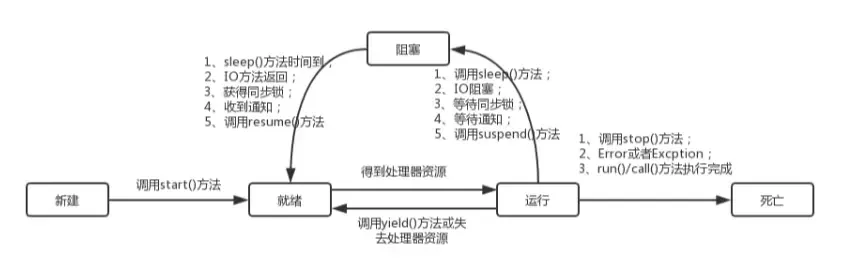 阻塞
1、sleep()方法时间到；
2、IO方法返回；
3、获得同步锁；
4、收到通知；
5、调用resume()方法
1、调用sleep()方法；
2、IO阻塞；
3、等待同步锁；
4、等待通知；
5、调用suspend()方法
1、调用stop()方法；
2、Error或者Excption；
3、run()/call()方法执行完成
新建
调用start()方法
就绪
得到处理器资源
调用yield()方法或失
去处理器资源
运行
死亡